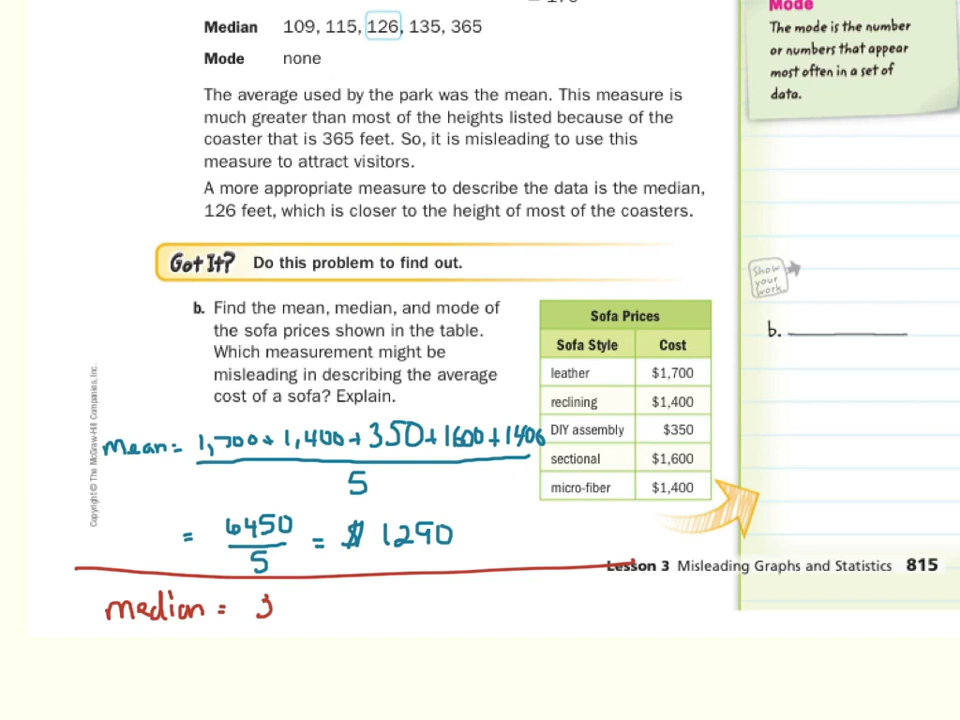 Mode
Median 109, 115, 126, 135, 365
Mode none
The mode is the number
or numbers that appear
most often in a set of
data.
The average used by the park was the mean. This measure is
much greater than most of the heights listed because of the
coaster that is 365 feet. So, it is misleading to use this
measure to attract visitors.
A more appropriate measure to describe the data is the median,
126 feet, which is closer to the height of most of the coasters.
Got It? Do this problem to find out.
b. Find the mean, median, and mode of
the sofa prices shown in the table.
Which measurement might be
misleading in describing the average
cost of a sofa? Explain.
Sofa Prices
Sofa Style Cost
leather $1,700
reclining $1,400
DIY assembly $350
sectional $1,600
micro-fiber $1,400
Show
your
work.
b.
Copyright © The McGraw-Hill Companies, Inc.
Mean = 1,700 + 1,400 + 350 + 1600 + 1400
5
= 6450 = $ 1290
5
Lesson 3 Misleading Graphs and Statistics 815
median = 3